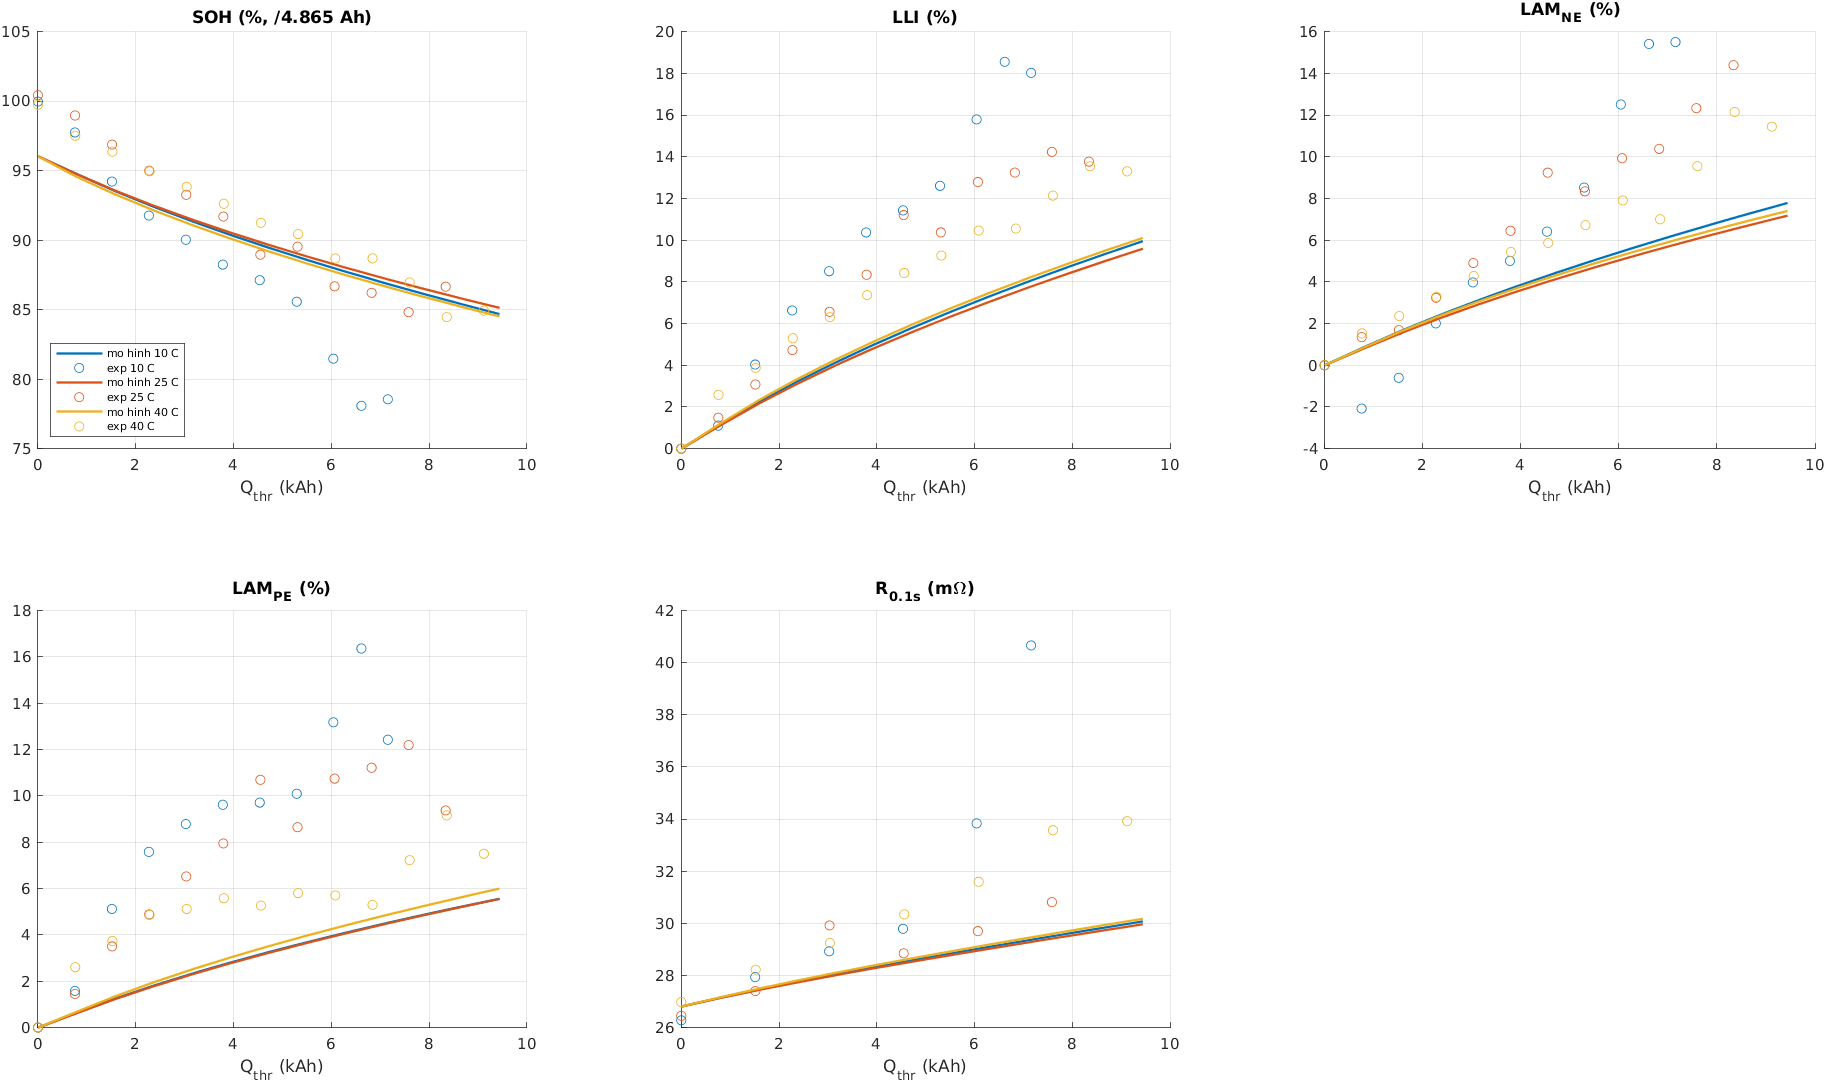 SOH (%, /4.865 Ah)
105
100
95
90
85
80
75
mo hinh 10 C
exp 10 C
mo hinh 25 C
exp 25 C
mo hinh 40 C
exp 40 C
0 2 4 6 8 10
Q_thr (kAh)
LLI (%)
20
18
16
14
12
10
8
6
4
2
0
0 2 4 6 8 10
Q_thr (kAh)
LAM_NE (%)
16
14
12
10
8
6
4
2
0
-2
-4
0 2 4 6 8 10
Q_thr (kAh)
LAM_PE (%)
18
16
14
12
10
8
6
4
2
0
0 2 4 6 8 10
Q_thr (kAh)
R_0.1s (mΩ)
42
40
38
36
34
32
30
28
26
0 2 4 6 8 10
Q_thr (kAh)